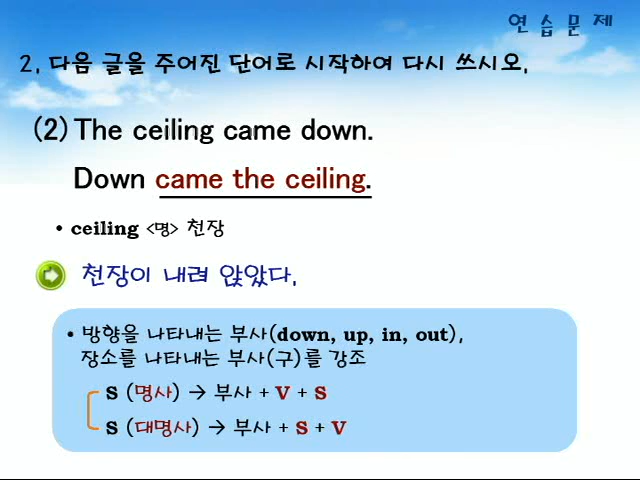 연 습 문 제
2. 다음 글을 주어진 단어로 시작하여 다시 쓰시오.
(2) The ceiling came down.
Down came the ceiling.
• ceiling <명> 천장
천장이 내려 앉았다.
• 방향을 나타내는 부사(down, up, in, out),
장소를 나타내는 부사(구)를 강조
S (명사) → 부사 + V + S
S (대명사) → 부사 + S + V